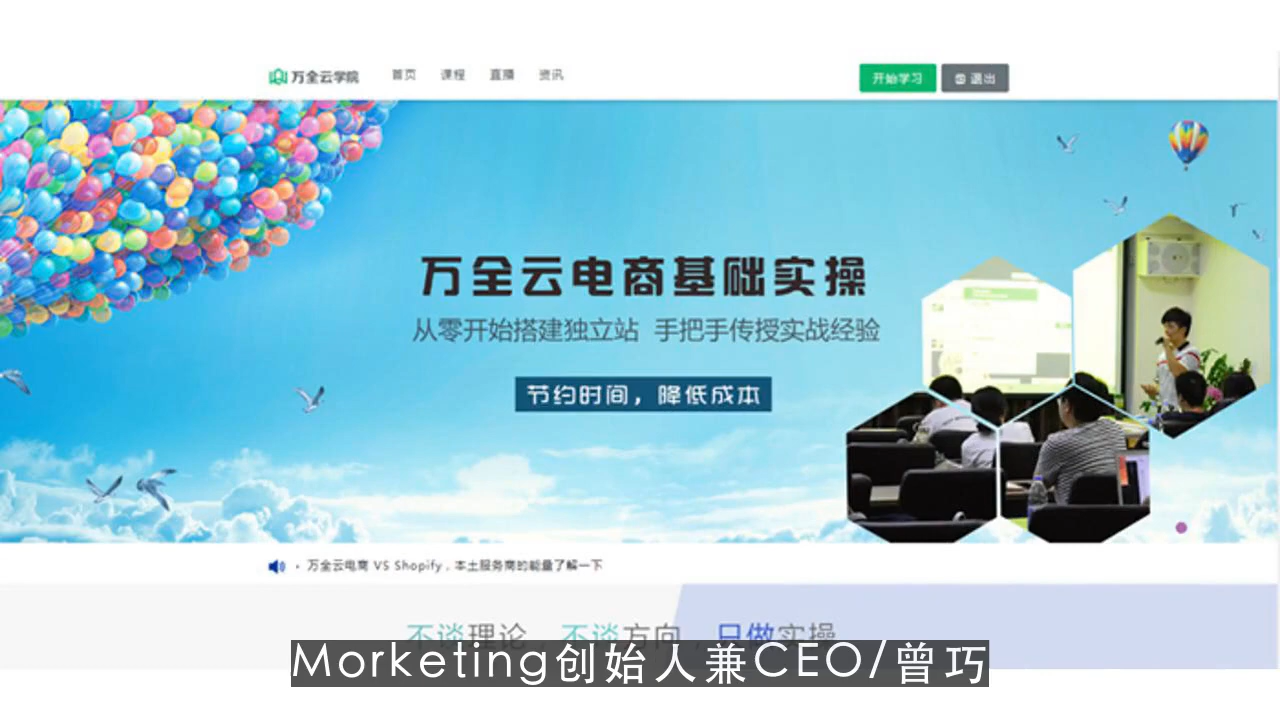 万全云学院 首页 课程 直播 资讯 开始学习 退出
万全云电商基础实操
从零开始搭建独立站 手把手传授实战经验
节约时间，降低成本
万全云电商 VS Shopify，本土服务商的能量了解一下
不谈理论 不谈方向，只做实操
Morketing创始人兼CEO/曾巧